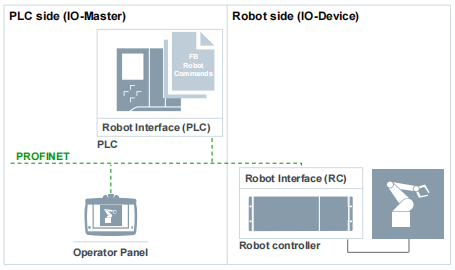 PLC side (IO-Master)
Robot side (IO-Device)
FB
Robot
Commands
Robot Interface (PLC)
PLC
PROFINET
Robot Interface (RC)
Operator Panel
Robot controller